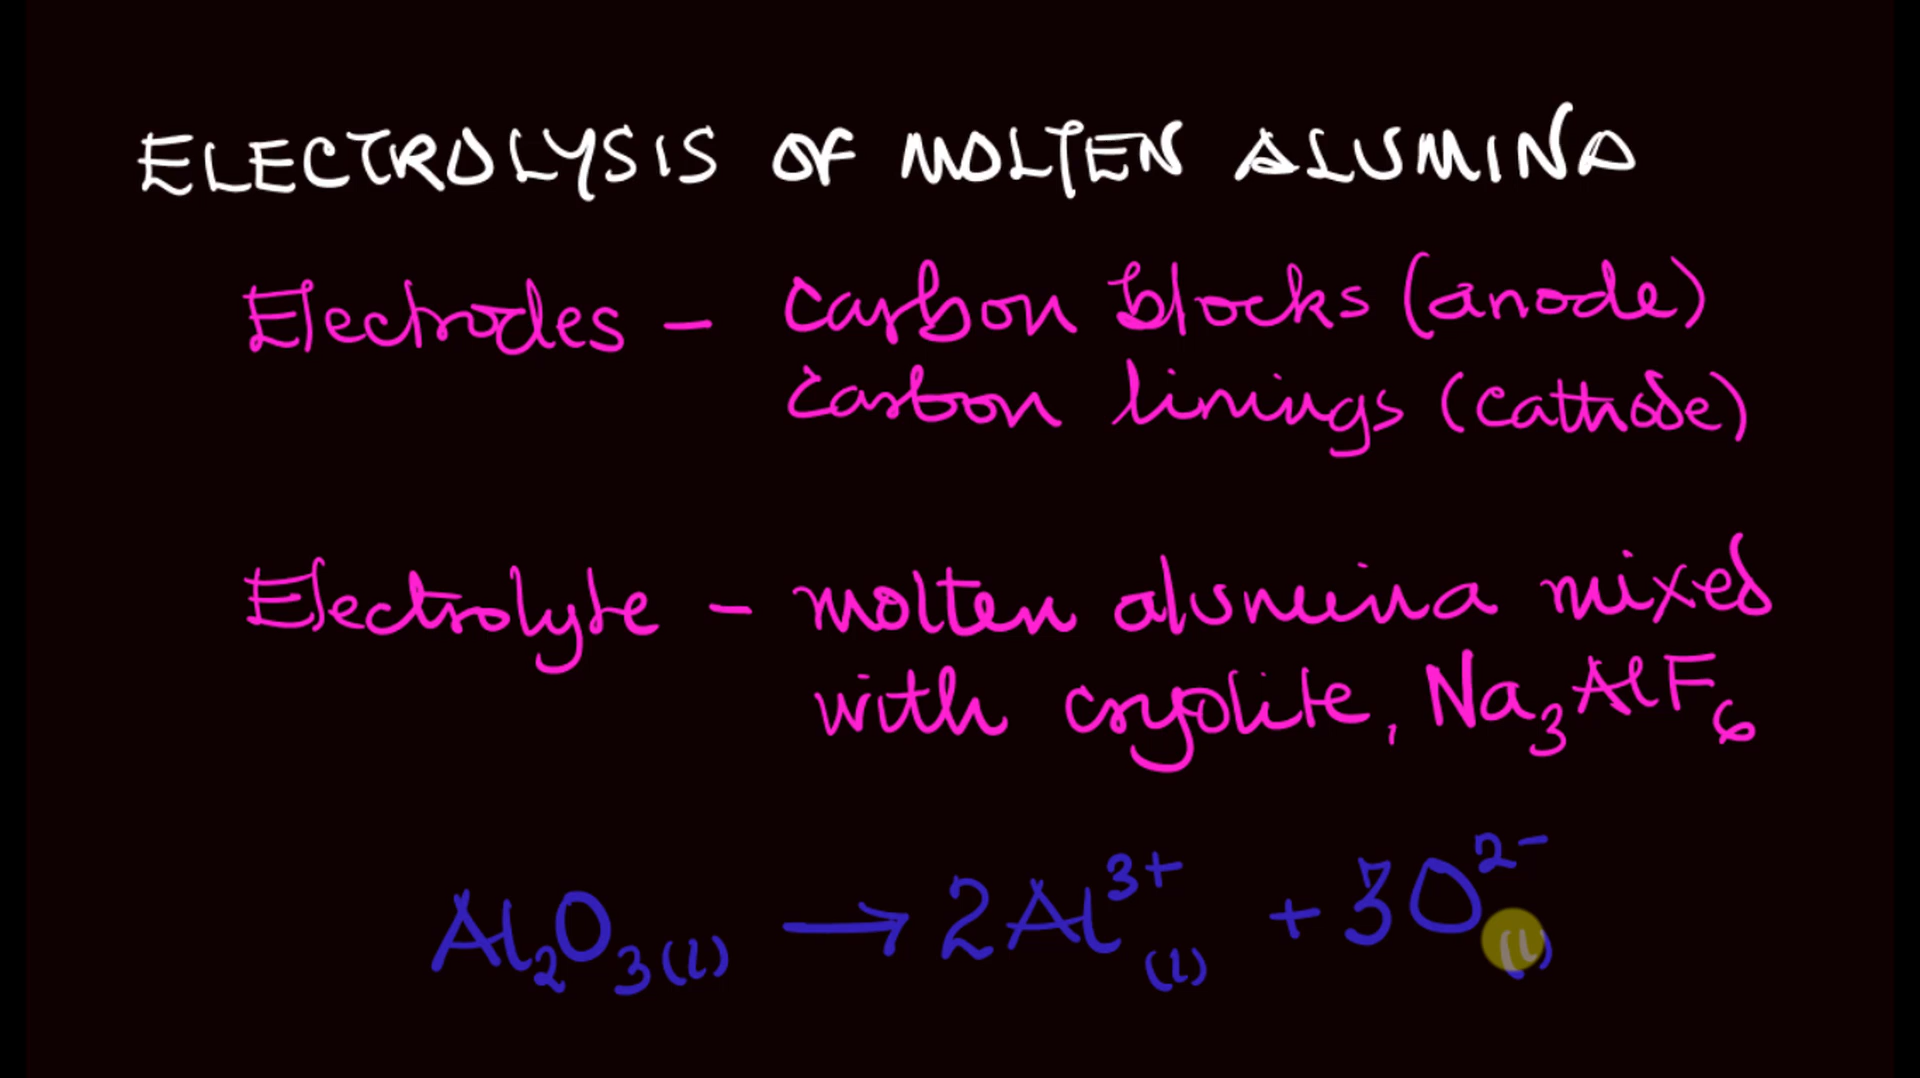 ELECTROLYSIS OF MOLTEN ALUMINA
Electrodes – Carbon blocks (anode)
Carbon linings (cathode)
Electrolyte – molten alumina mixed
with cryolite, Na₃AlF₆
Al₂O₃(l) → 2Al³⁺(l) + 3O²⁻(l)